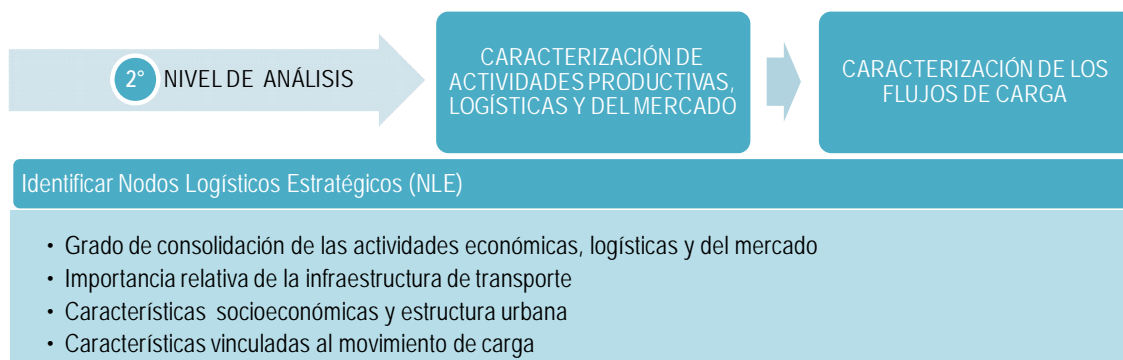 2°
NIVEL DE ANÁLISIS
CARACTERIZACIÓN DE
ACTIVIDADES PRODUCTIVAS,
LOGÍSTICAS Y DEL MERCADO
CARACTERIZACIÓN DE LOS
FLUJOS DE CARGA
Identificar Nodos Logísticos Estratégicos (NLE)
• Grado de consolidación de las actividades económicas, logísticas y del mercado
• Importancia relativa de la infraestructura de transporte
• Características socioeconómicas y estructura urbana
• Características vinculadas al movimiento de carga